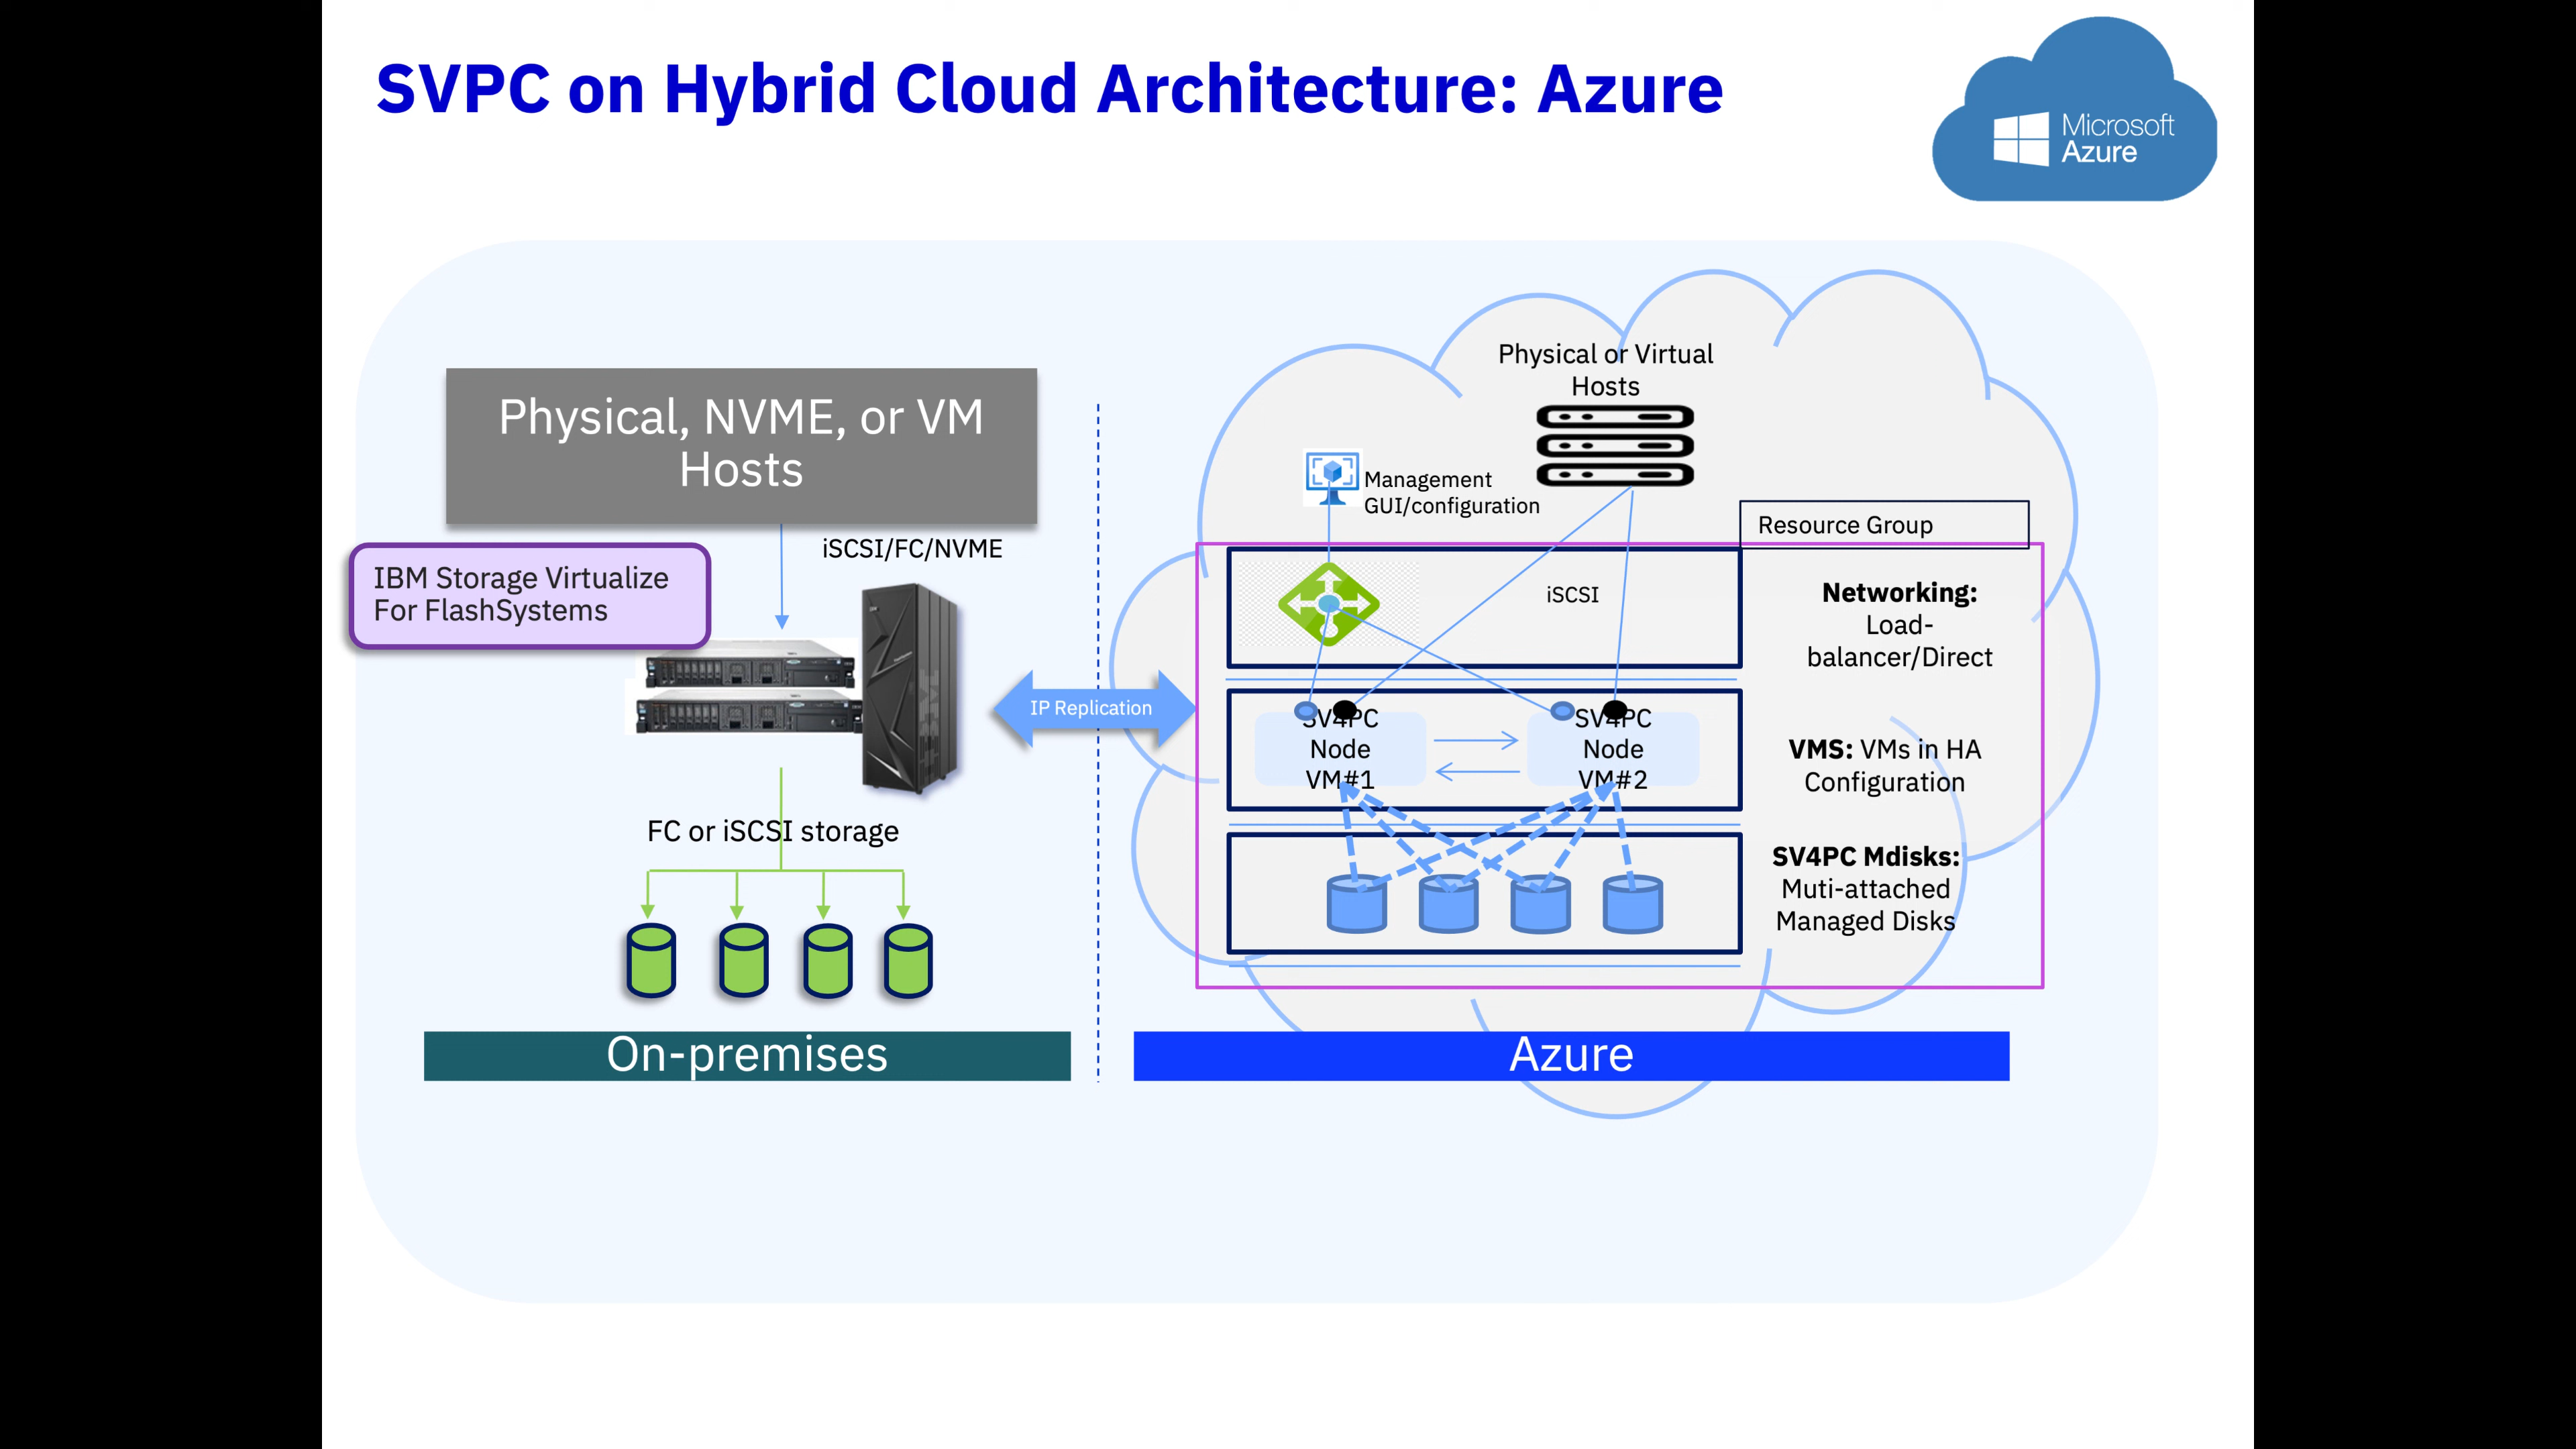 SVPC on Hybrid Cloud Architecture: Azure
Microsoft
Azure
Physical, NVME, or VM
Hosts
iSCSI/FC/NVME
IBM Storage Virtualize
For FlashSystems
FC or iSCSI storage
On-premises
IP Replication
Physical or Virtual
Hosts
Management
GUI/configuration
Resource Group
iSCSI
Networking:
Load-
balancer/Direct
SV4PC
Node
VM#1
SV4PC
Node
VM#2
VMS: VMs in HA
Configuration
SV4PC Mdisks:
Muti-attached
Managed Disks
Azure